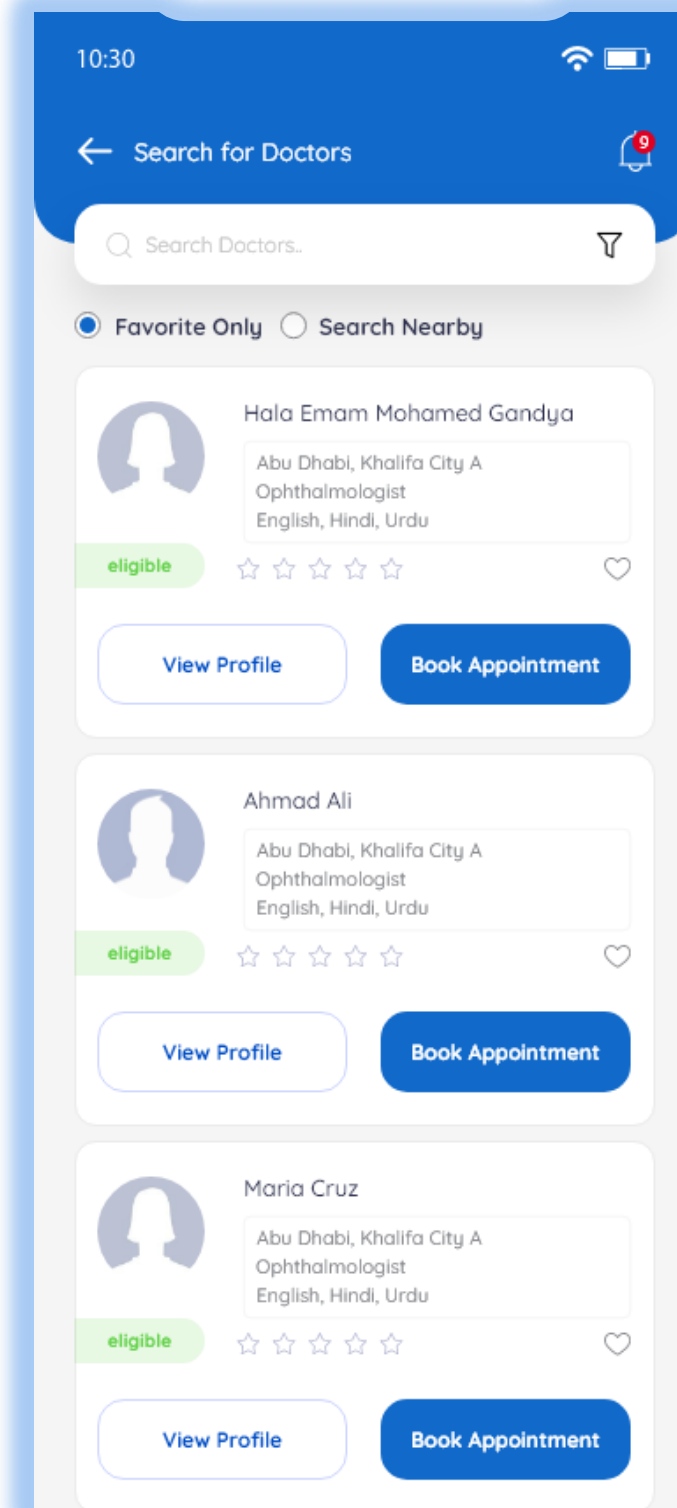 10:30
Search for Doctors
9
Search Doctors..
Favorite Only
Search Nearby
Hala Emam Mohamed Gandya
Abu Dhabi, Khalifa City A
Ophthalmologist
English, Hindi, Urdu
eligible
View Profile
Book Appointment
Ahmad Ali
Abu Dhabi, Khalifa City A
Ophthalmologist
English, Hindi, Urdu
eligible
View Profile
Book Appointment
Maria Cruz
Abu Dhabi, Khalifa City A
Ophthalmologist
English, Hindi, Urdu
eligible
View Profile
Book Appointment